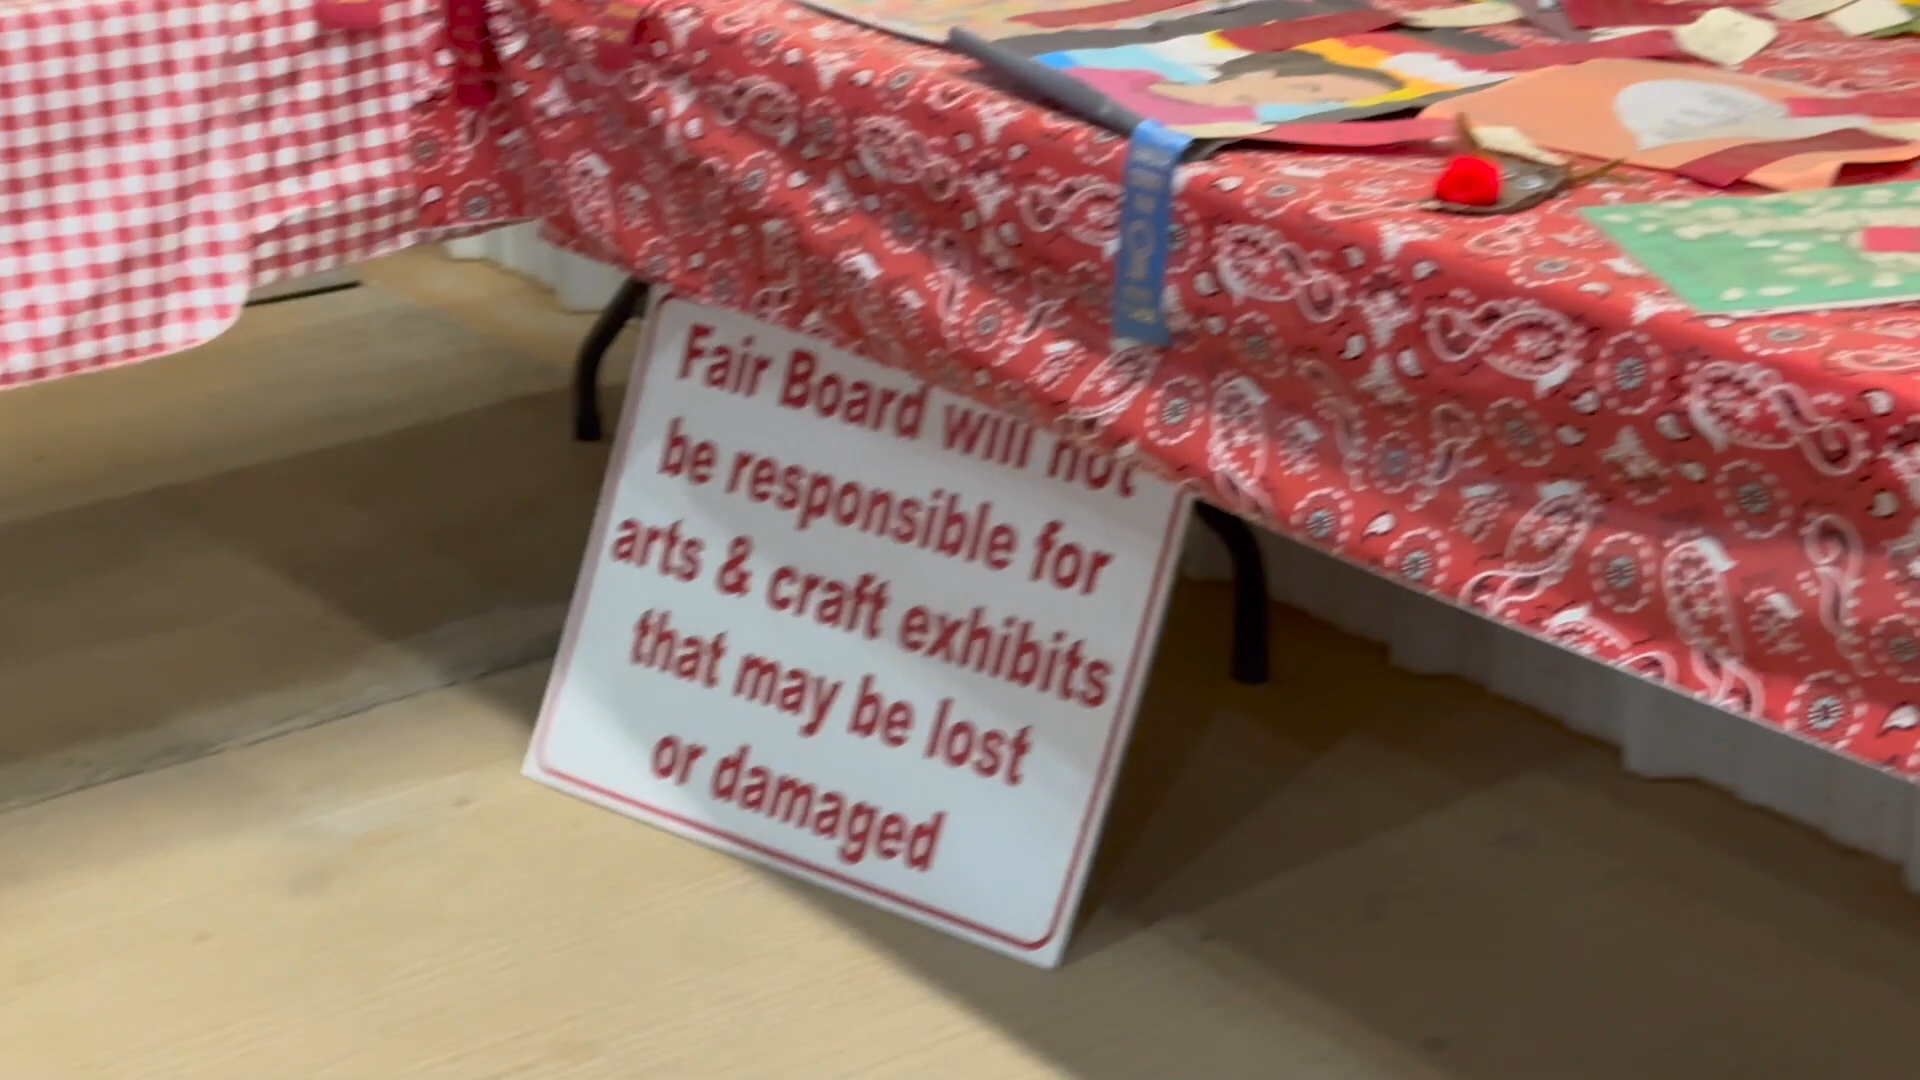 Fair Board will not
be responsible for
arts & craft exhibits
that may be lost
or damaged